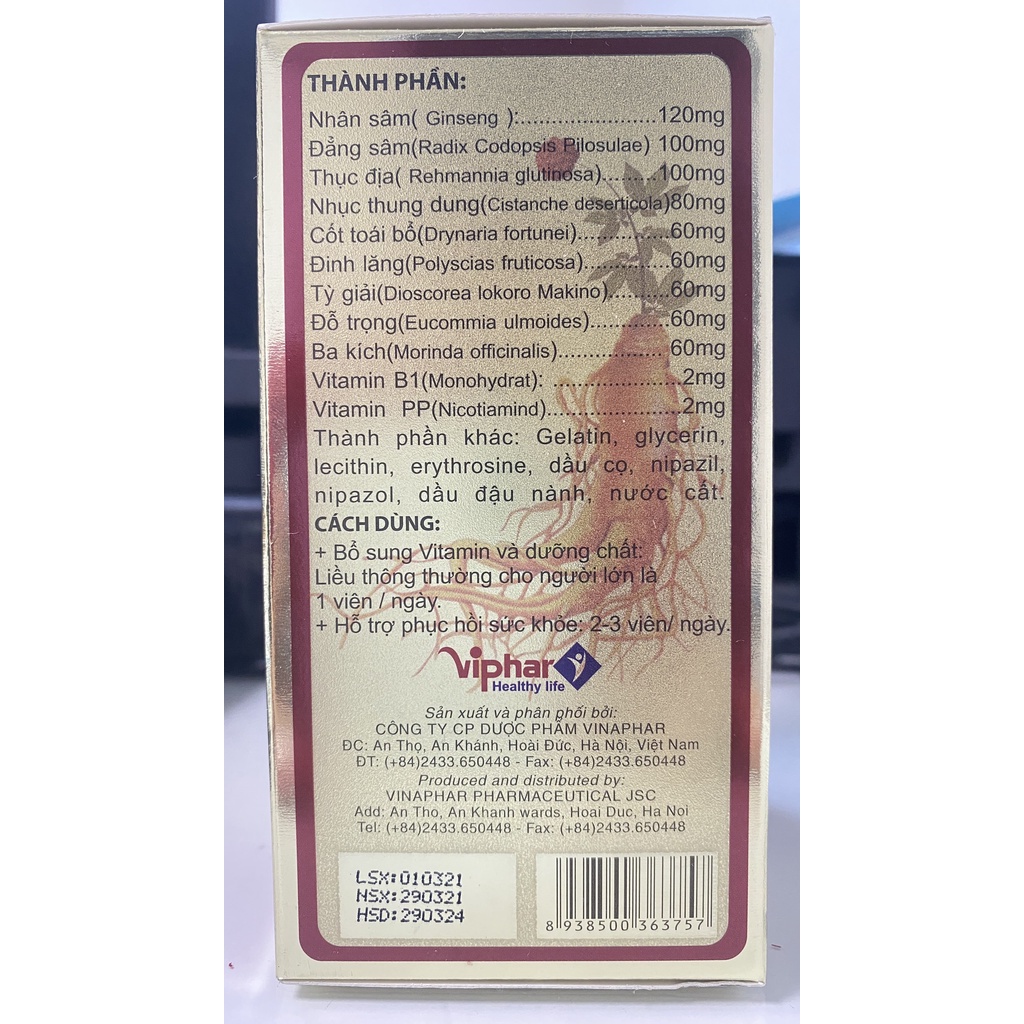 THÀNH PHẦN:
Nhân sâm( Ginseng ):......................120mg
Đẳng sâm(Radix Codopsis Pilosulae) 100mg
Thục địa( Rehmannia glutinosa).........100mg
Nhục thung dung(Cistanche deserticola)80mg
Cốt toái bổ(Drynaria fortunei)...............60mg
Đinh lăng(Polyscias fruticosa)..............60mg
Tỳ giải(Dioscorea lokoro Makino)..........60mg
Đỗ trọng(Eucommia ulmoides).............60mg
Ba kích(Morinda officinalis)................. 60mg
Vitamin B1(Monohydrat): .....................2mg
Vitamin PP(Nicotiamind)......................2mg
Thành phần khác: Gelatin, glycerin,
lecithin, erythrosine, dầu cọ, nipazil,
nipazol, dầu đậu nành, nước cất.
CÁCH DÙNG:
+ Bổ sung Vitamin và dưỡng chất:
Liều thông thường cho người lớn là
1 viên / ngày.
+ Hỗ trợ phục hồi sức khỏe: 2-3 viên/ ngày.
Viphar
Healthy life
Sản xuất và phân phối bởi:
CÔNG TY CP DƯỢC PHẨM VINAPHAR
ĐC: An Thọ, An Khánh, Hoài Đức, Hà Nội, Việt Nam
ĐT: (+84)2433.650448 - Fax: (+84)2433.650448
Produced and distributed by:
VINAPHAR PHARMACEUTICAL JSC
Add: An Tho, An Khanh wards, Hoai Duc, Ha Noi
Tel: (+84)2433.650448 - Fax: (+84)2433.650448
LSX:010321
NSX:290321
HSD:290324
8 938500 363757